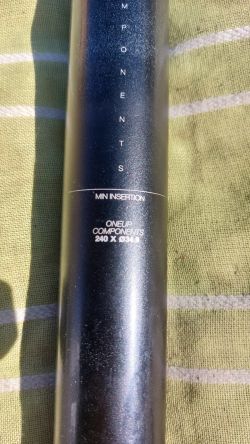 MPONENTS
MIN INSERTION
ONEUP
COMPONENTS
240 X Ø34.9